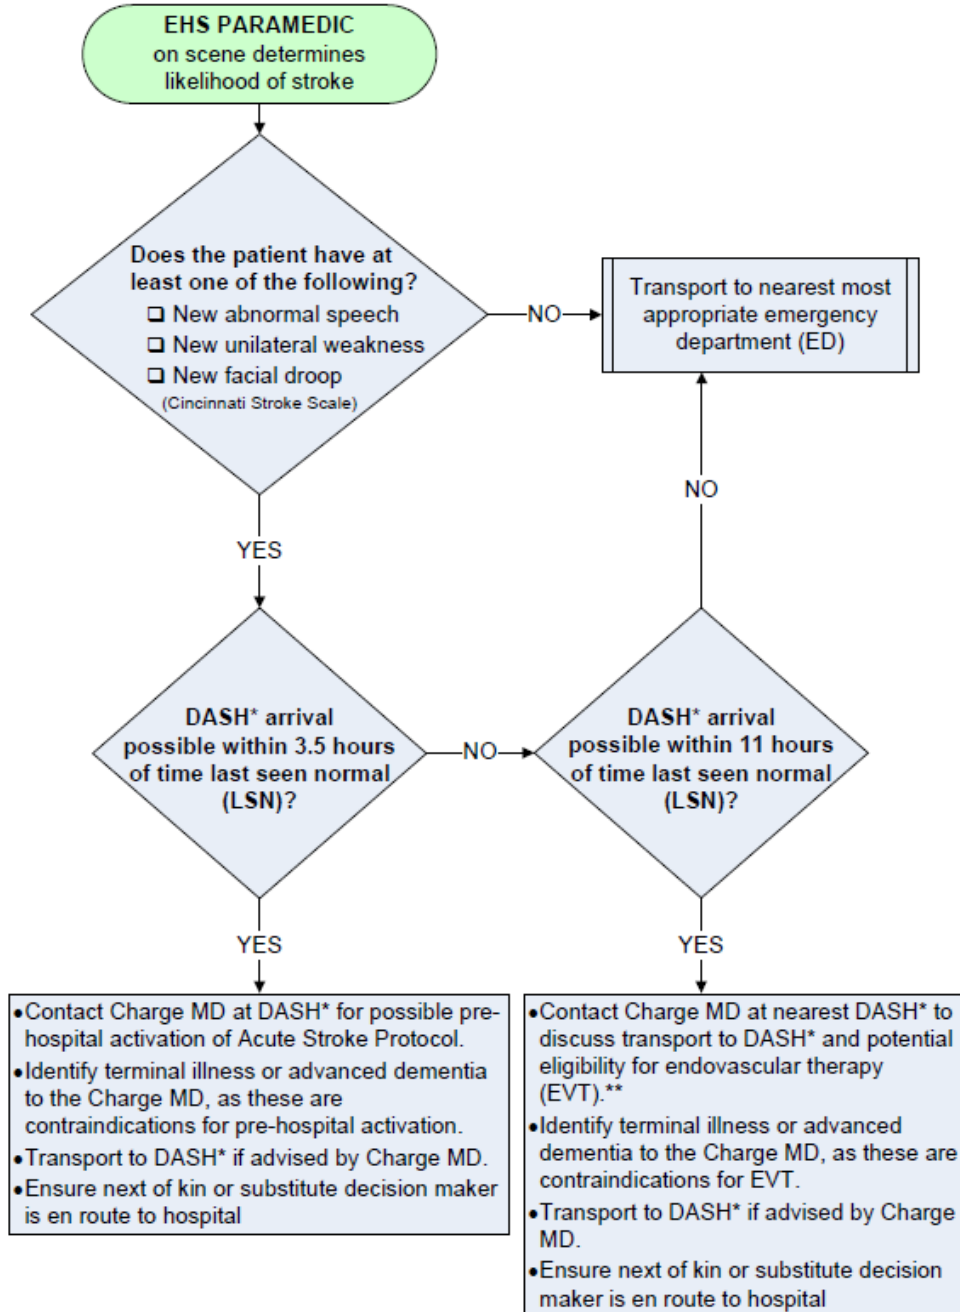 EHS PARAMEDIC
on scene determines
likelihood of stroke
Does the patient have at
least one of the following?
❑ New abnormal speech
❑ New unilateral weakness
❑ New facial droop
(Cincinnati Stroke Scale)
NO
Transport to nearest most
appropriate emergency
department (ED)
YES
NO
DASH* arrival
possible within 3.5 hours
of time last seen normal
(LSN)?
NO
DASH* arrival
possible within 11 hours
of time last seen normal
(LSN)?
YES
YES
•Contact Charge MD at DASH* for possible pre-
hospital activation of Acute Stroke Protocol.
•Identify terminal illness or advanced dementia
to the Charge MD, as these are
contraindications for pre-hospital activation.
•Transport to DASH* if advised by Charge MD.
•Ensure next of kin or substitute decision maker
is en route to hospital
•Contact Charge MD at nearest DASH* to
discuss transport to DASH* and potential
eligibility for endovascular therapy
(EVT).**
•Identify terminal illness or advanced
dementia to the Charge MD, as these are
contraindications for EVT.
•Transport to DASH* if advised by Charge
MD.
•Ensure next of kin or substitute decision
maker is en route to hospital